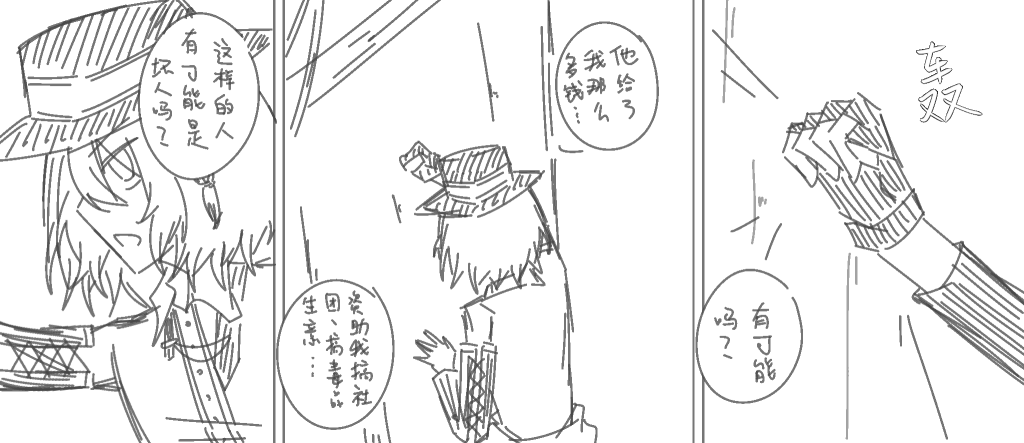 轰
有可能
吗?
他给了
我那么
多钱…
资助我搞社
团、搞毒品
生意…
这样的人
有可能是
坏人吗?